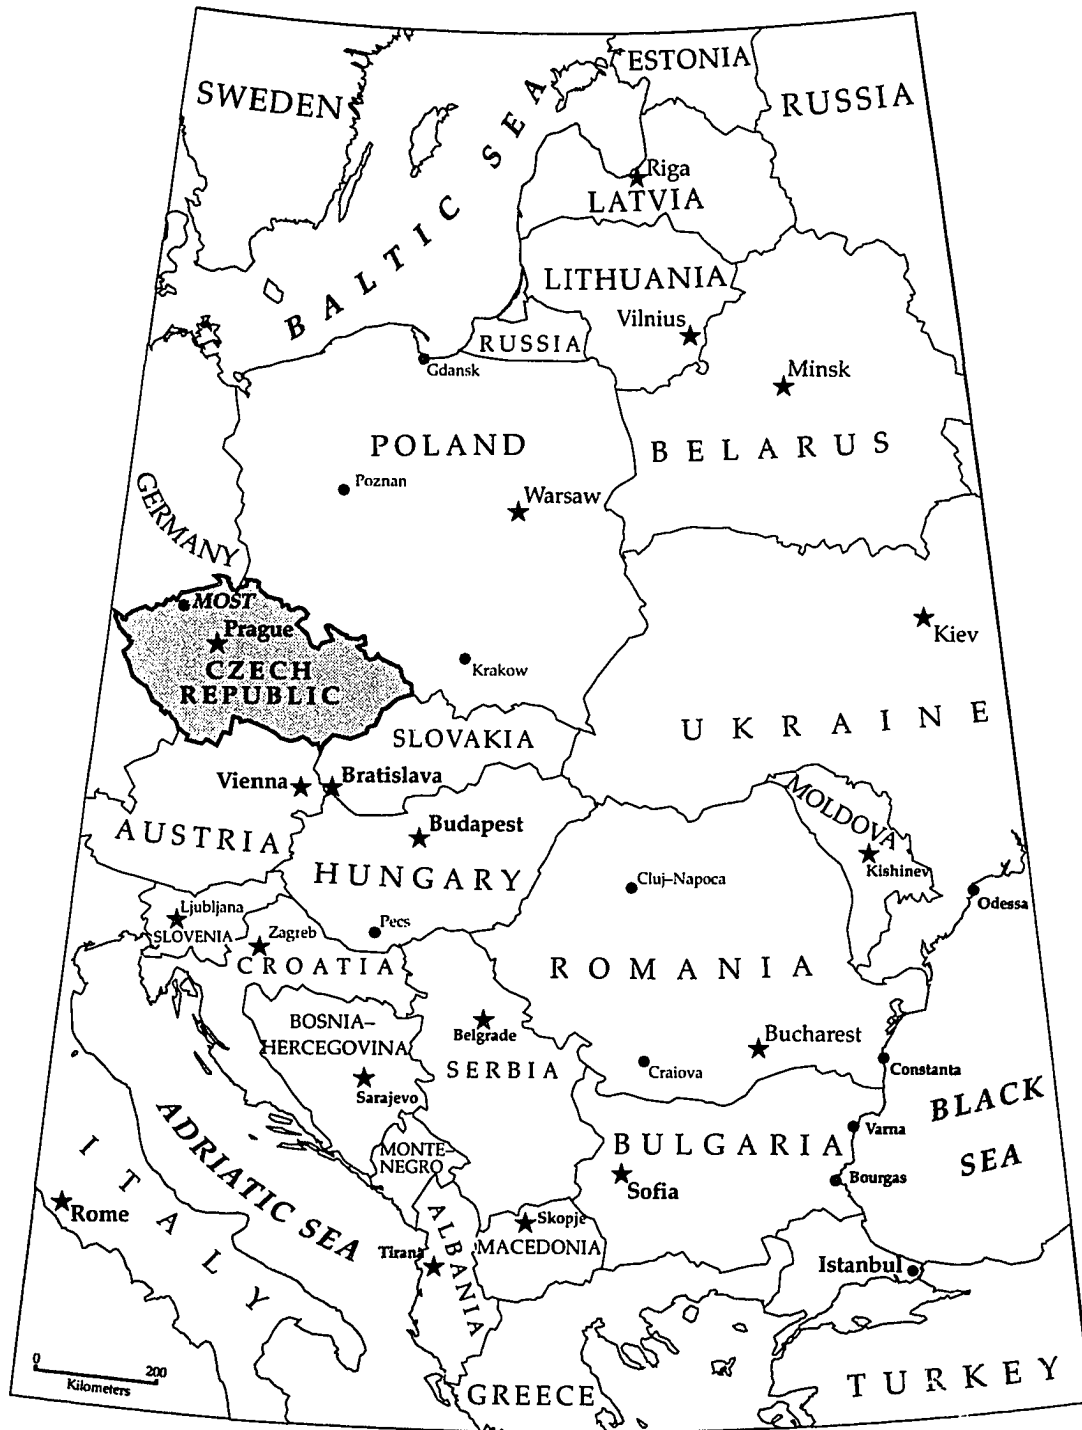 SWEDEN
BALTIC SEA
ESTONIA
RUSSIA
Riga
LATVIA
LITHUANIA
Vilnius
RUSSIA
Gdansk
Minsk
POLAND
BELARUS
Poznan
Warsaw
GERMANY
MOST
Prague
CZECH
REPUBLIC
Krakow
Kiev
UKRAINE
SLOVAKIA
Vienna
Bratislava
MOLDOVA
AUSTRIA
Budapest
HUNGARY
Kishinev
Cluj–Napoca
Odessa
Ljubljana
SLOVENIA
Zagreb
Pecs
CROATIA
ROMANIA
BOSNIA–
HERCEGOVINA
Belgrade
SERBIA
Bucharest
Craiova
Constanta
Sarajevo
ADRIATIC SEA
BLACK
SEA
MONTE-
NEGRO
BULGARIA
Varna
Sofia
Bourgas
ITALY
Rome
ALBANIA
Skopje
MACEDONIA
Tirana
Istanbul
0 200
Kilometers
GREECE
TURKEY